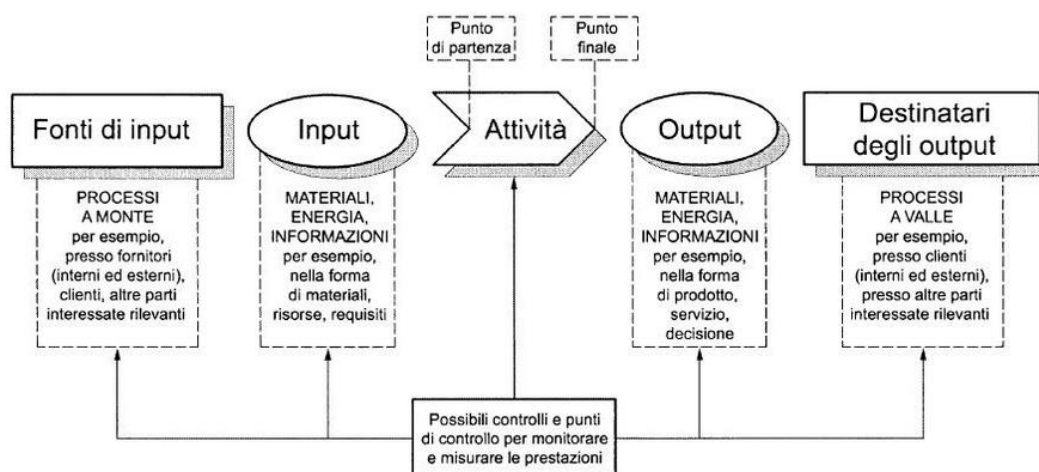 Punto
di partenza
Punto
finale
Fonti di input
Input
Attività
Output
Destinatari
degli output
PROCESSI
A MONTE
per esempio,
presso fornitori
(interni ed esterni),
clienti, altre parti
interessate rilevanti
MATERIALI,
ENERGIA,
INFORMAZIONI
per esempio,
nella forma
di materiali,
risorse, requisiti
MATERIALI,
ENERGIA,
INFORMAZIONI
per esempio,
nella forma
di prodotto,
servizio,
decisione
PROCESSI
A VALLE
per esempio,
presso clienti
(interni ed esterni),
presso altre parti
interessate rilevanti
Possibili controlli e punti
di controllo per monitorare
e misurare le prestazioni